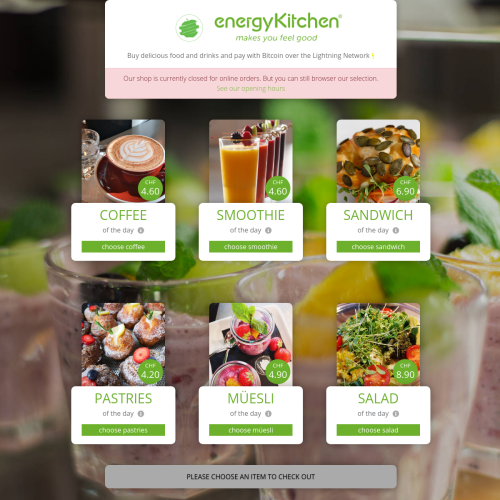 energyKitchen®
makes you feel good
Buy delicious food and drinks and pay with Bitcoin over the Lightning Network
Our shop is currently closed for online orders. But you can still browser our selection.
See our opening hours
CHF
4.60
CHF
4.60
CHF
6.90
COFFEE
SMOOTHIE
SANDWICH
of the day
of the day
of the day
choose coffee
choose smoothie
choose sandwich
CHF
4.20
CHF
4.90
CHF
8.90
PASTRIES
MÜESLI
SALAD
of the day
of the day
of the day
choose pastries
choose müesli
choose salad
PLEASE CHOOSE AN ITEM TO CHECK OUT